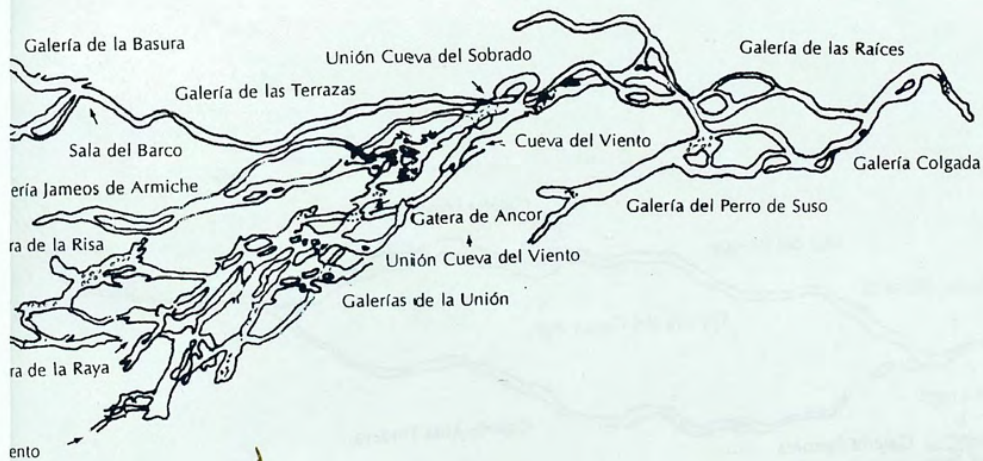 Galería de la Basura
Unión Cueva del Sobrado
Galería de las Raíces
Galería de las Terrazas
Sala del Barco
Cueva del Viento
Galería Colgada
ería Jameos de Armiche
Gatera de Ancor
Galería del Perro de Suso
ra de la Risa
Unión Cueva del Viento
Galerías de la Unión
ra de la Raya
ento